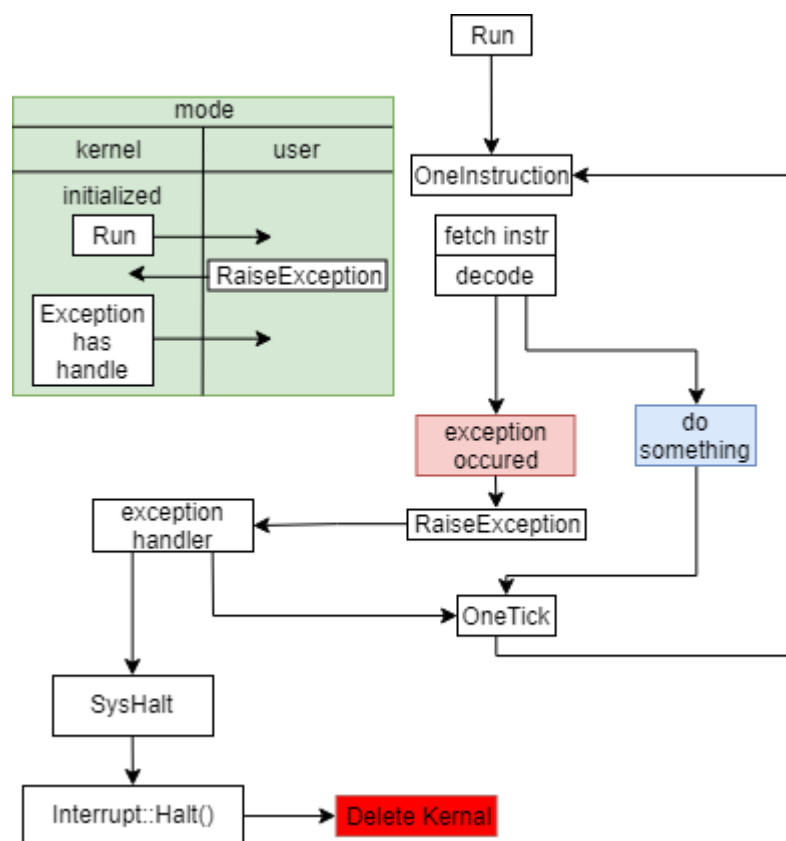 Run
mode
kernel
user
OneInstruction
initialized
Run
fetch instr
RaiseException
decode
Exception
has
handle
exception
occured
do
something
exception
handler
RaiseException
OneTick
SysHalt
Interrupt::Halt()
Delete Kernal